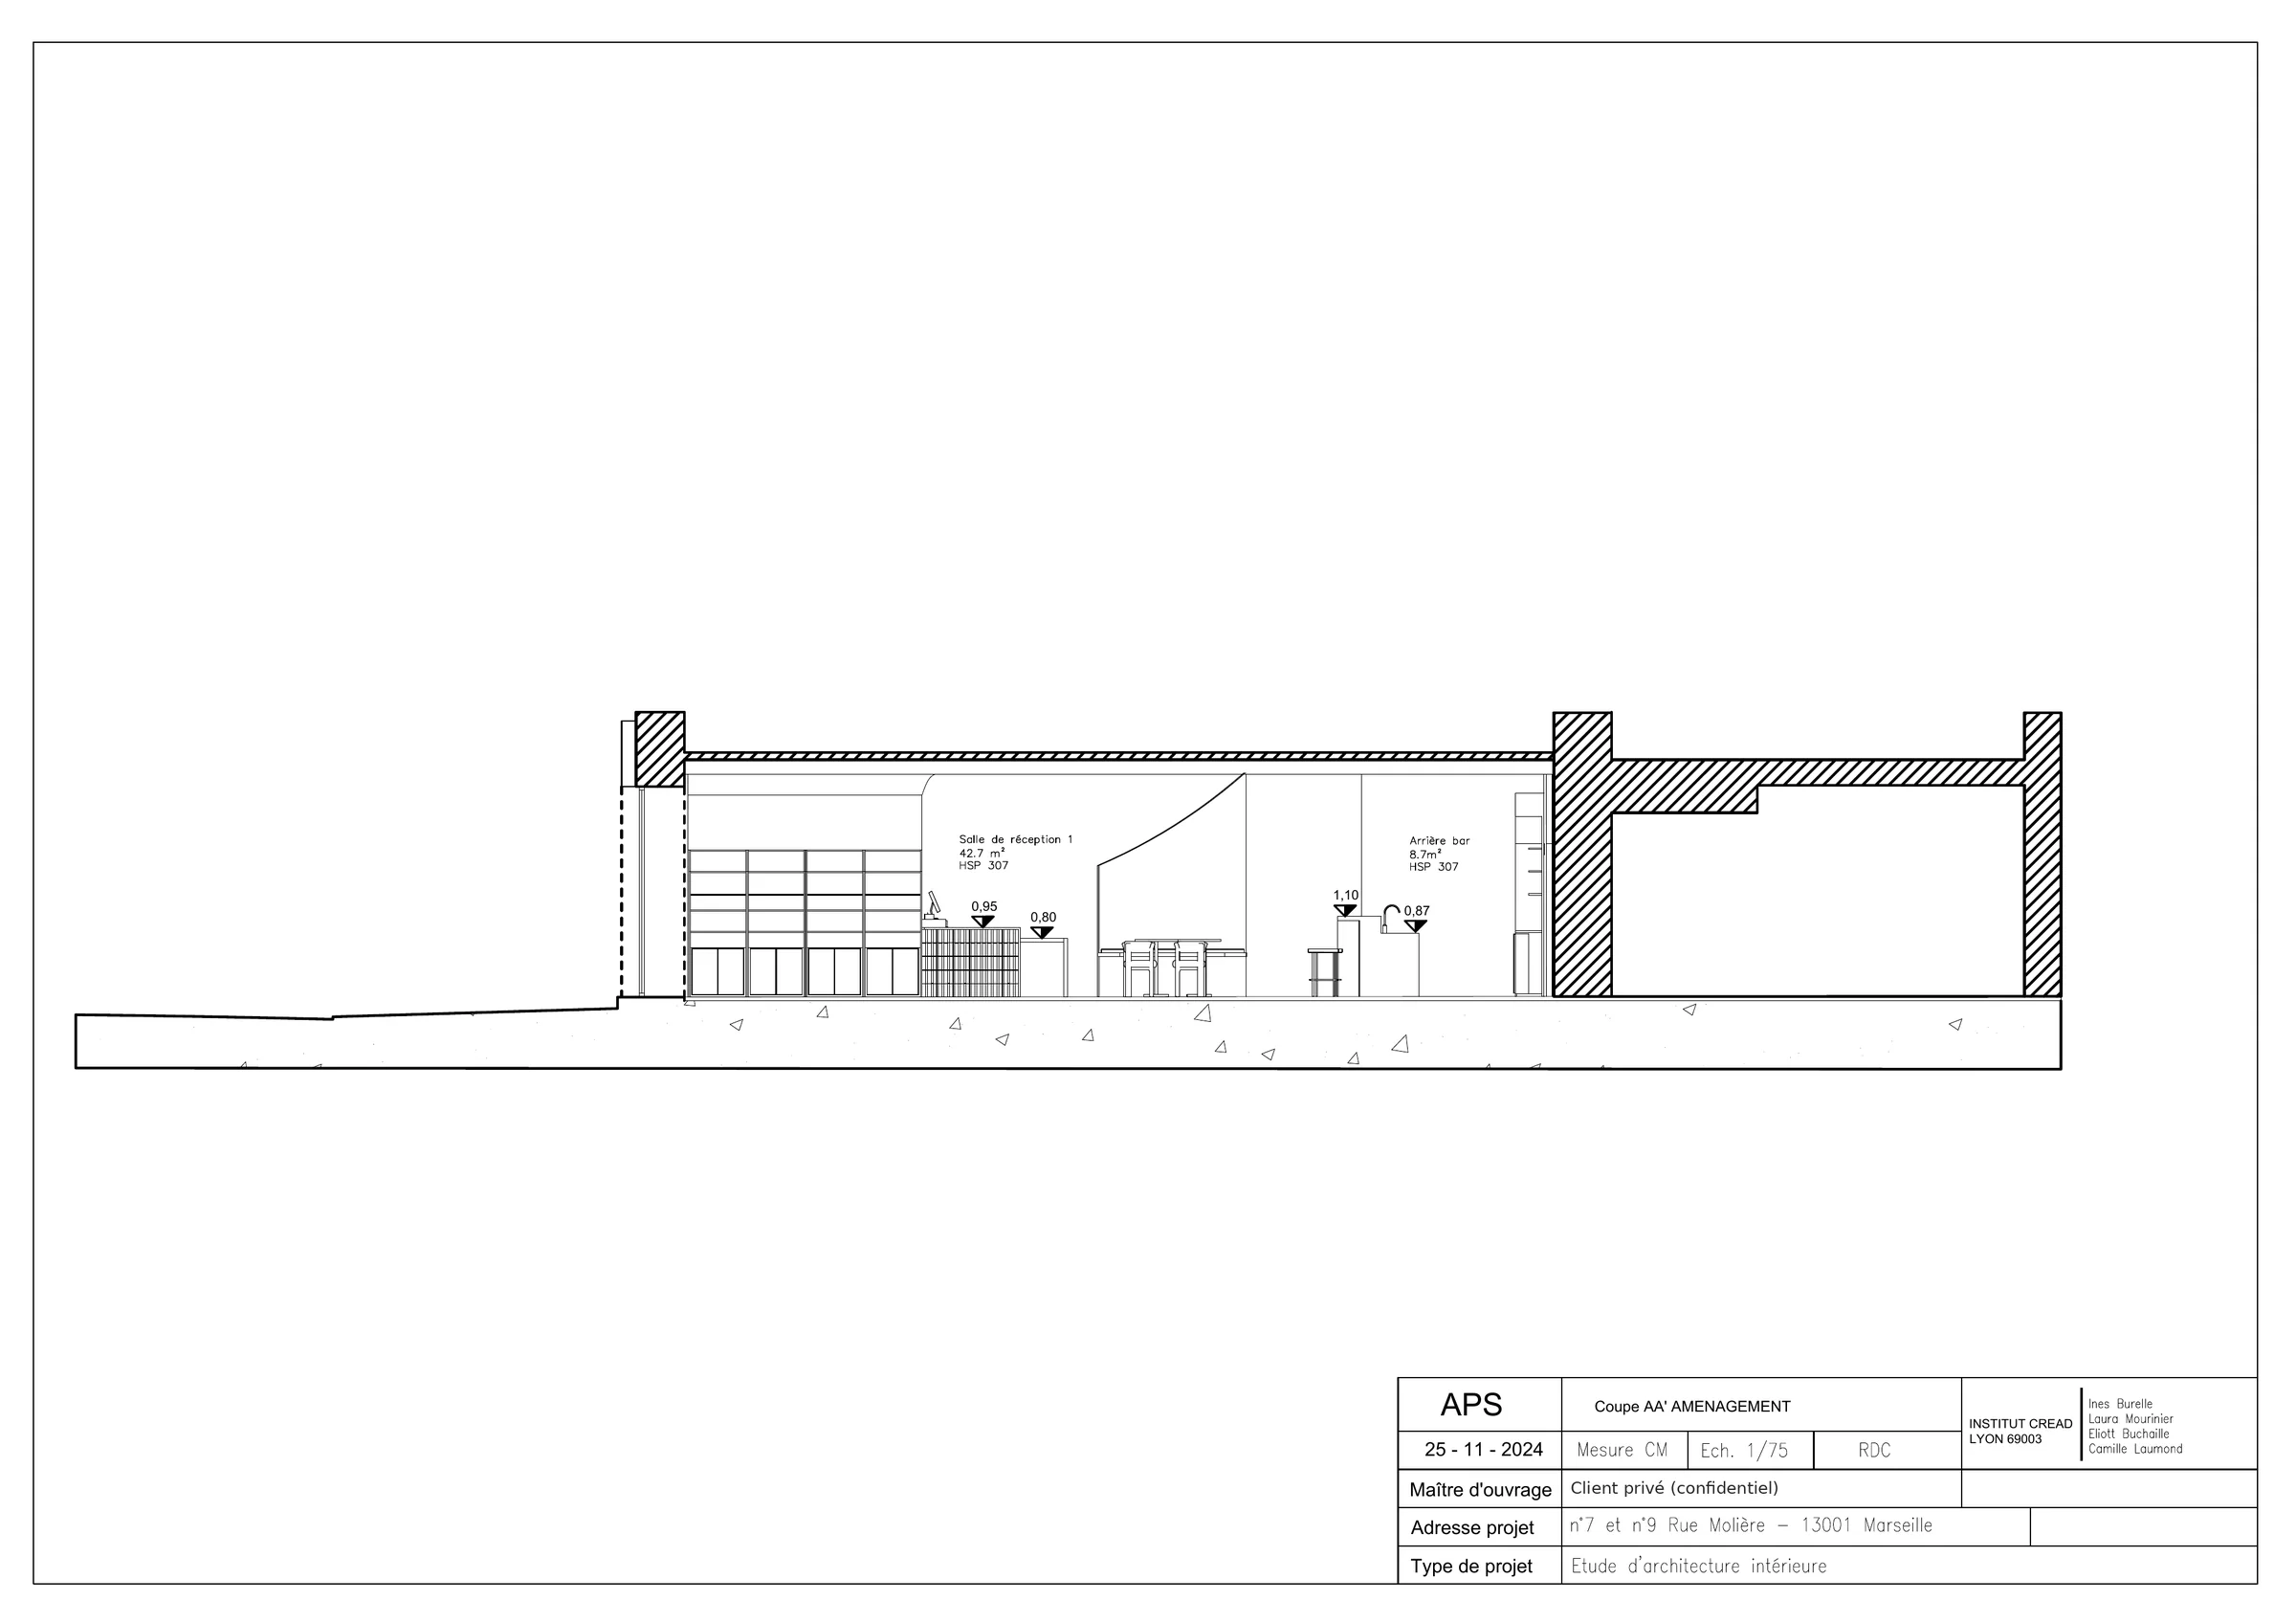 Salle de réception 1
42.7 m²
HSP 307
Arrière bar
8.7m²
HSP 307
0,95
0,80
1,10
0,87
APS
Coupe AA' AMENAGEMENT
25 - 11 - 2024
Mesure CM
Ech. 1/75
RDC
INSTITUT CREAD
LYON 69003
Ines Burelle
Laura Mourinier
Eliott Buchaille
Camille Laumond
Maître d'ouvrage
Client privé (confidentiel)
Adresse projet
n°7 et n°9 Rue Molière – 13001 Marseille
Type de projet
Etude d'architecture intérieure